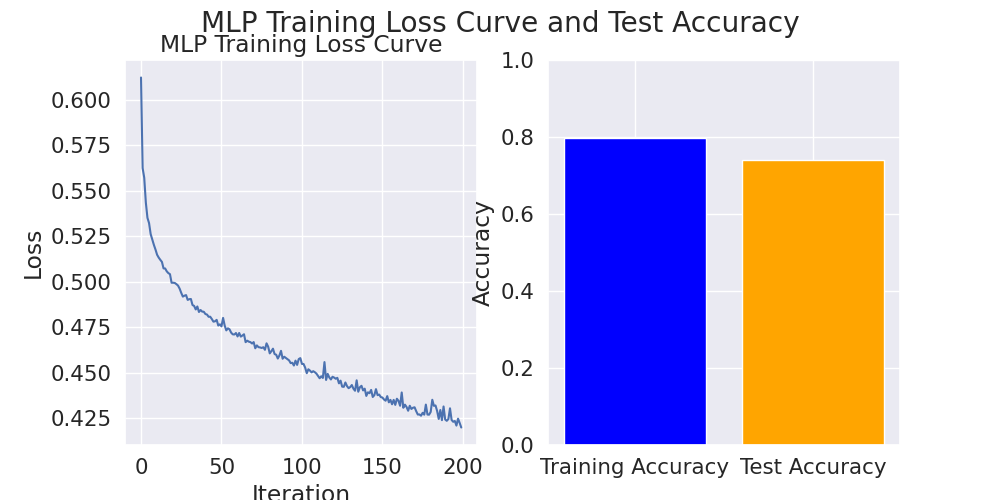 MLP Training Loss Curve and Test Accuracy
MLP Training Loss Curve
0.600
0.575
0.550
0.525
0.500
0.475
0.450
0.425
Loss
0 50 100 150 200
Iteration
1.0
0.8
0.6
0.4
0.2
0.0
Accuracy
Training Accuracy Test Accuracy